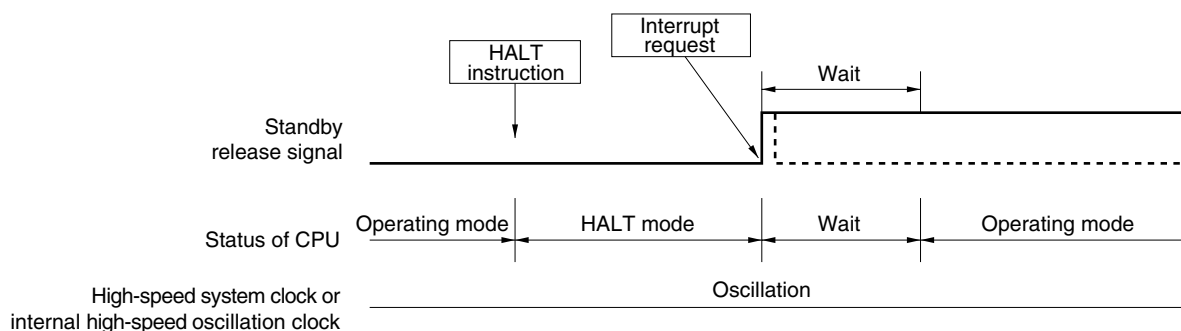 Interrupt
request
HALT
instruction
Wait
Standby
release signal
Operating mode
HALT mode
Wait
Operating mode
Status of CPU
High-speed system clock or
internal high-speed oscillation clock
Oscillation